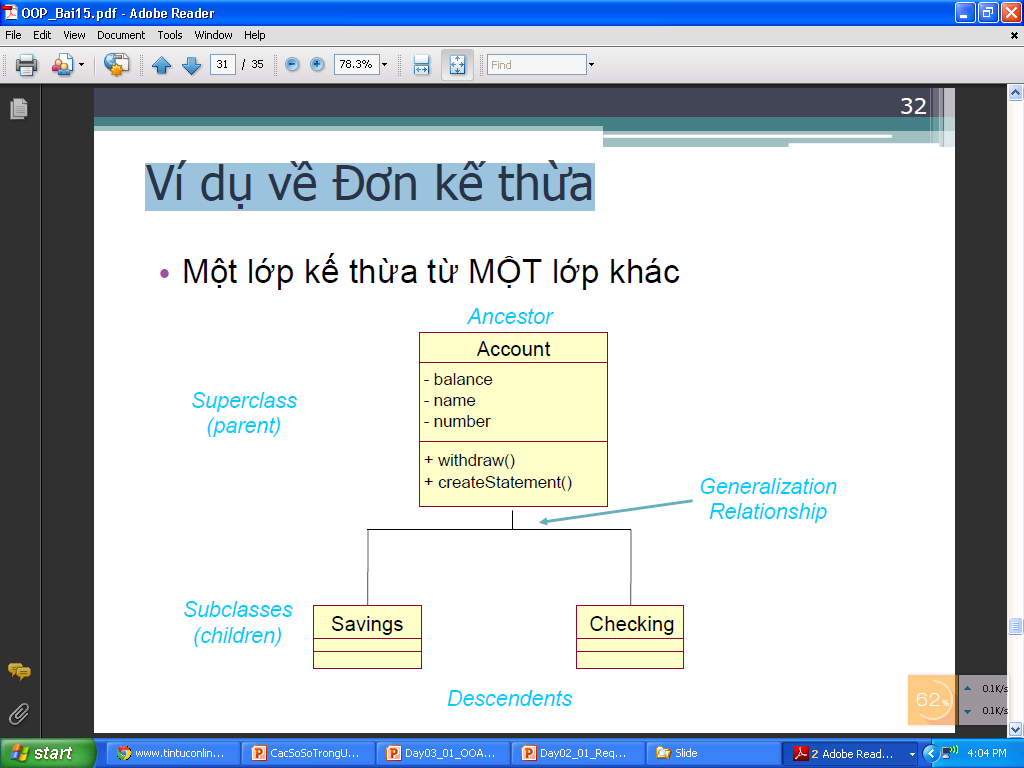 OOP_Bai15.pdf - Adobe Reader
File Edit View Document Tools Window Help
31 / 35 78.3% Find
32
Ví dụ về Đơn kế thừa
• Một lớp kế thừa từ MỘT lớp khác
Ancestor
Account
- balance
- name
- number
+ withdraw()
+ createStatement()
Superclass
(parent)
Generalization
Relationship
Subclasses
(children)
Savings
Checking
Descendents
62%
0.1K/s
0.1K/s
start
www.tintuconlin...
CacSoSoTrongU...
Day03_01_OOA...
Day02_01_Req...
Slide
2 Adobe Read...
4:04 PM